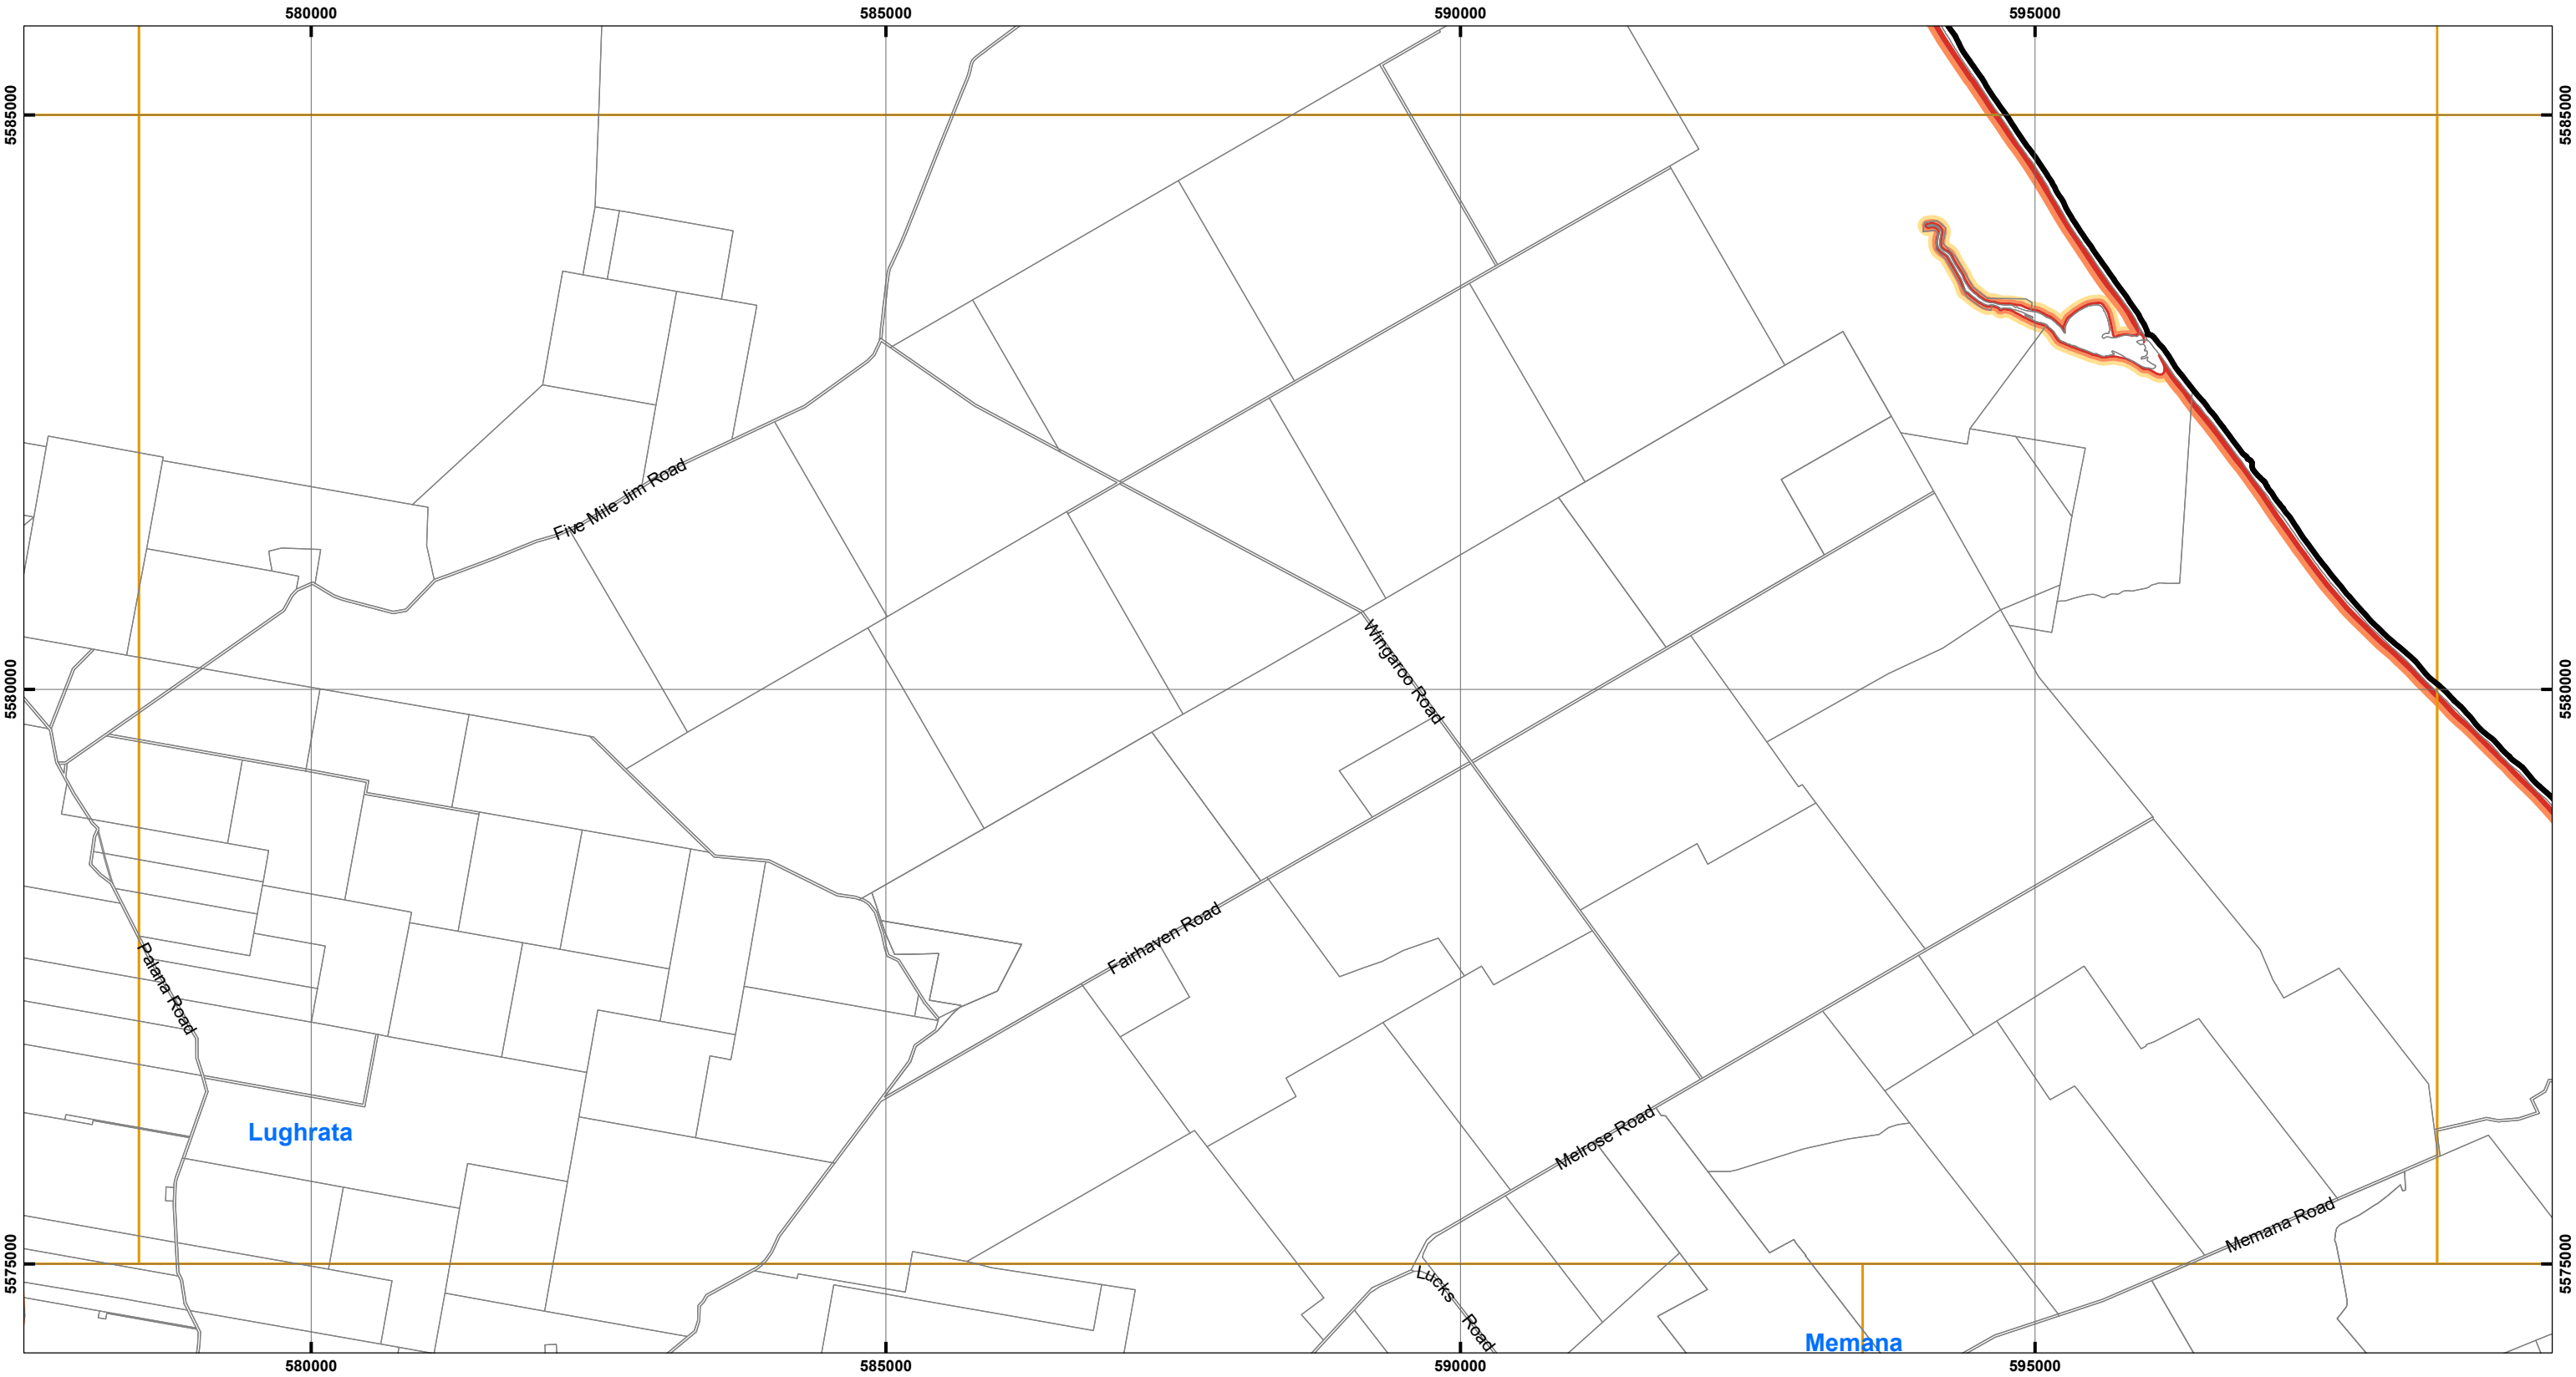 580000 585000 590000 595000
5585000 5585000
Five Mile Jim Road
Wingaroo Road
5580000 5580000
Fairhaven Road
Palana Road
Lughrata
Melrose Road
Memana Road
5575000 5575000
Lucks Road
Memana
580000 585000 590000 595000